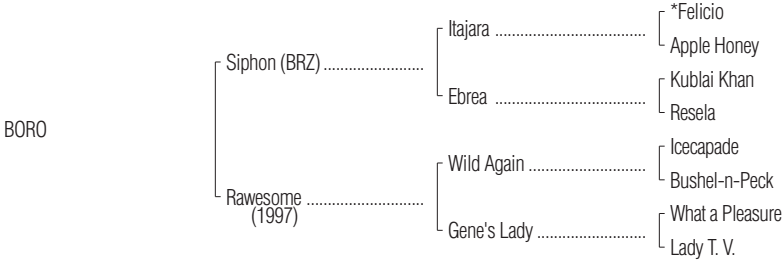 *Felicio
Itajara ..............................................
Apple Honey
Siphon (BRZ) ........................
Kublai Khan
Ebrea ..............................................
Resela
BORO
Icecapade
Wild Again ....................................
Bushel-n-Peck
Rawesome ....................................
(1997)
What a Pleasure
Gene's Lady .................................
Lady T. V.